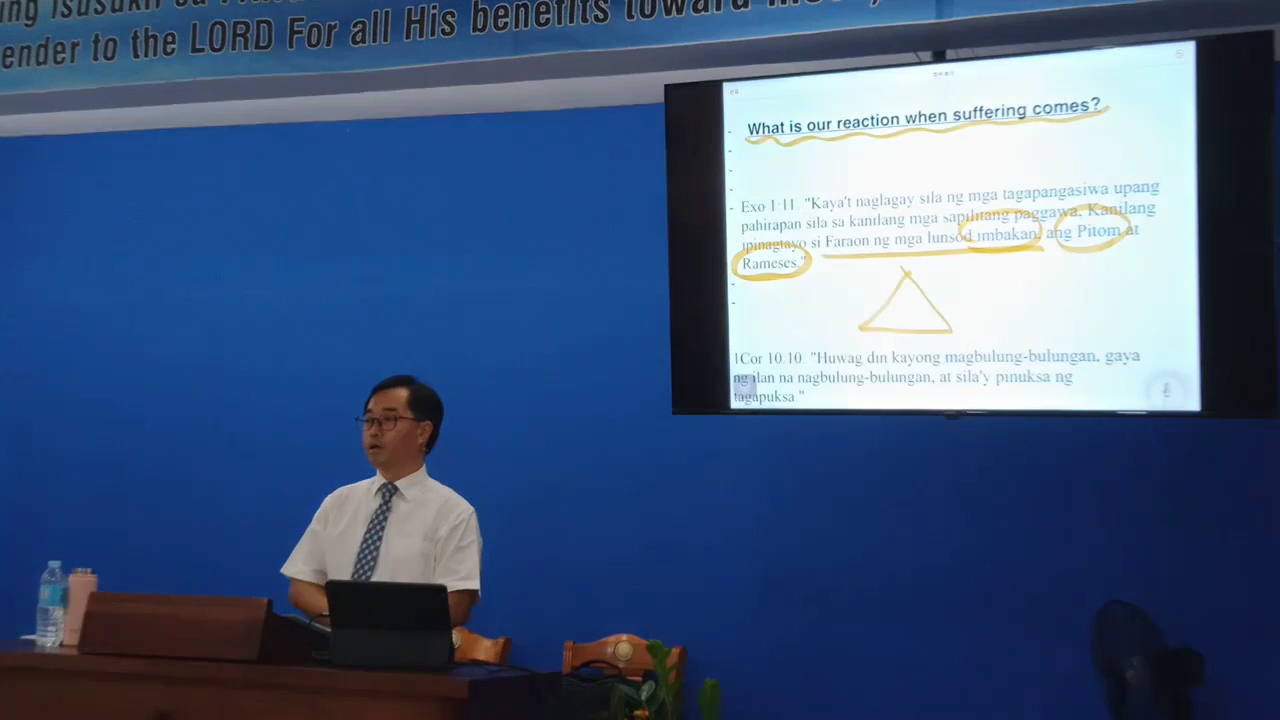 ender to the LORD For all His benefits toward
What is our reaction when suffering comes?
Exo 1:11. "Kaya't naglagay sila ng mga tagapangasiwa upang
pahirapan sila sa kanilang mga sapilitang paggawa. Kanilang
ipinagtayo si Faraon ng mga lunsod imbakan, ang Pitom at
Rameses."
1Cor 10:10. "Huwag din kayong magbulung-bulungan, gaya
ng ilan na nagbulung-bulungan, at sila'y pinuksa ng
tagapuksa."